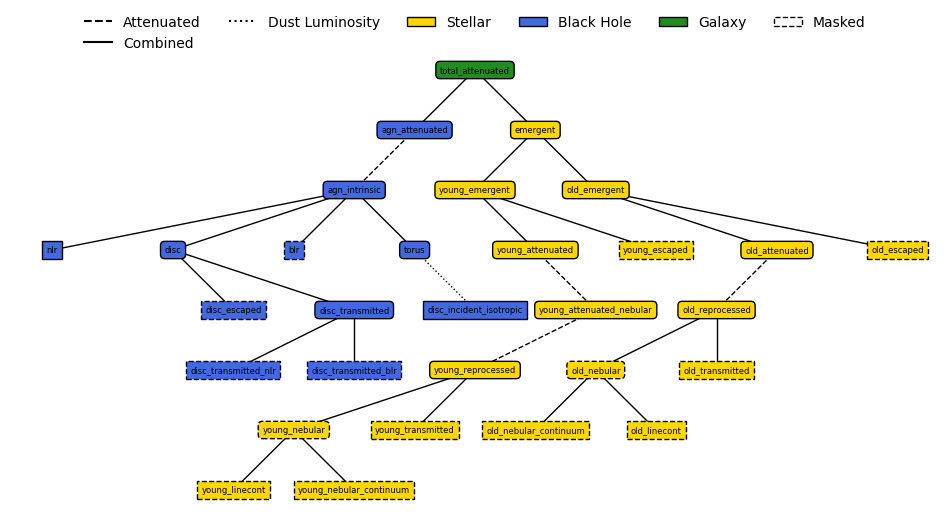 Attenuated Dust Luminosity Stellar Black Hole Galaxy Masked
Combined
total_attenuated
agn_attenuated emergent
agn_intrinsic young_emergent old_emergent
nlr disc blr torus young_attenuated young_escaped old_attenuated old_escaped
disc_escaped disc_transmitted disc_incident_isotropic young_attenuated_nebular old_reprocessed
disc_transmitted_nlr disc_transmitted_blr young_reprocessed old_nebular old_transmitted
young_nebular young_transmitted old_nebular_continuum old_linecont
young_linecont young_nebular_continuum